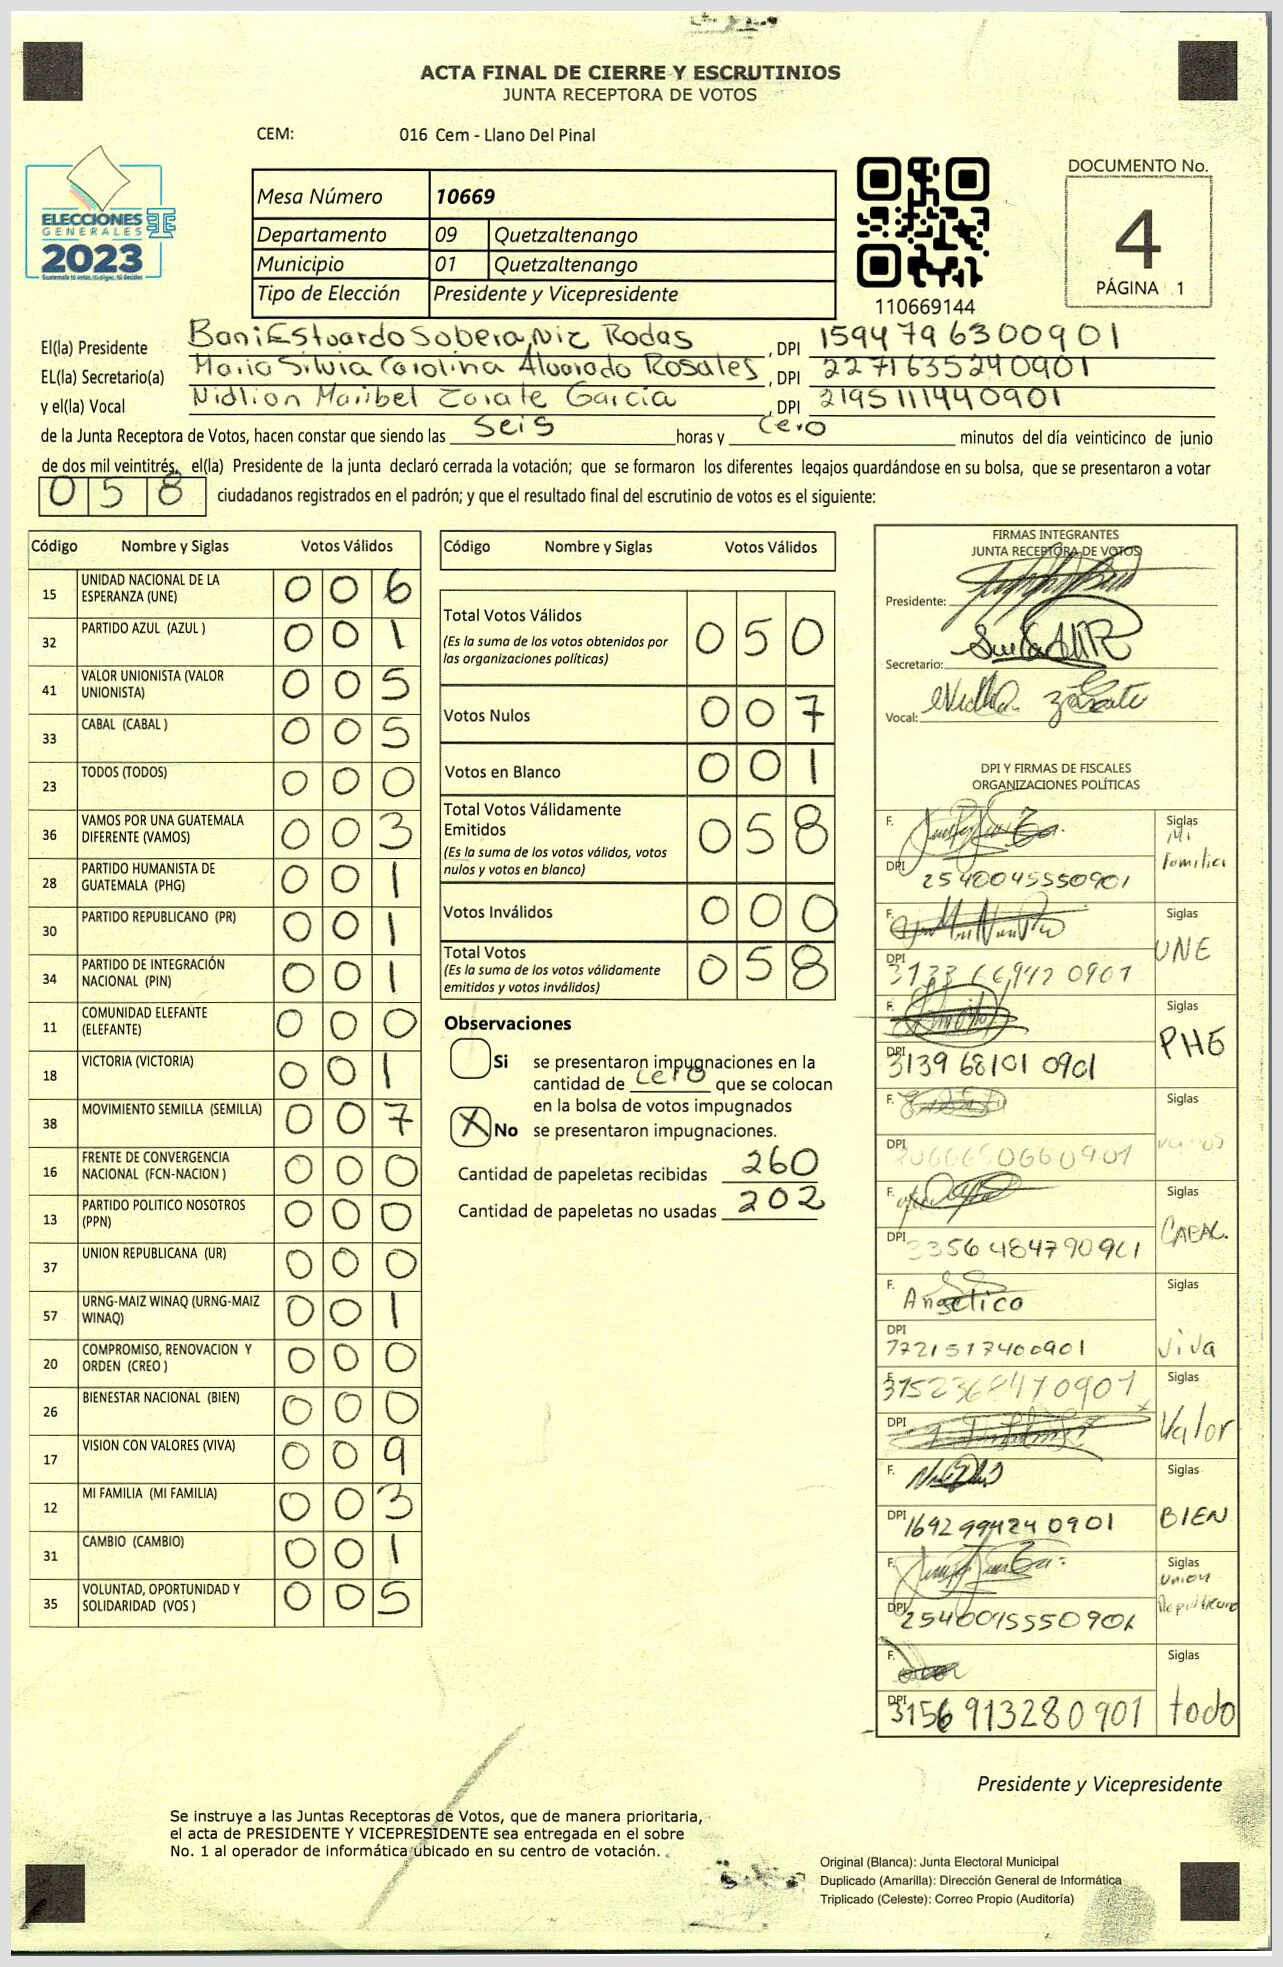 ACTA FINAL DE CIERRE Y ESCRUTINIOS
JUNTA RECEPTORA DE VOTOS
CEM: 016 Cem - Llano Del Pinal
ELECCIONES
GENERALES
2023
Mesa Número 10669
Departamento 09 Quetzaltenango
Municipio 01 Quetzaltenango
Tipo de Elección Presidente y Vicepresidente
110669144
DOCUMENTO No.
4
PÁGINA 1
El(la) Presidente Bani Estuardo Soberaniz Rodas, DPI 1594796300901
EL(la) Secretario(a) Maria Silvia Carolina Alvarado Rosales, DPI 2271635240901
y el(la) Vocal Maribel Zarate Garcia, DPI 2195111440901
de la Junta Receptora de Votos, hacen constar que siendo las seis horas y cero minutos del día veinticinco de junio
de dos mil veintitrés, el(la) Presidente de la junta declaró cerrada la votación; que se formaron los diferentes legajos guardándose en su bolsa, que se presentaron a votar
058 ciudadanos registrados en el padrón; y que el resultado final del escrutinio de votos es el siguiente:
Código Nombre y Siglas Votos Válidos
15 UNIDAD NACIONAL DE LA ESPERANZA (UNE) 006
32 PARTIDO AZUL (AZUL ) 001
41 VALOR UNIONISTA (VALOR UNIONISTA) 005
33 CABAL (CABAL ) 005
23 TODOS (TODOS) 000
36 VAMOS POR UNA GUATEMALA DIFERENTE (VAMOS) 003
28 PARTIDO HUMANISTA DE GUATEMALA (PHG) 001
30 PARTIDO REPUBLICANO (PR) 001
34 PARTIDO DE INTEGRACIÓN NACIONAL (PIN) 001
11 COMUNIDAD ELEFANTE (ELEFANTE) 000
18 VICTORIA (VICTORIA) 001
38 MOVIMIENTO SEMILLA (SEMILLA) 007
16 FRENTE DE CONVERGENCIA NACIONAL (FCN-NACION ) 000
13 PARTIDO POLITICO NOSOTROS (PPN) 000
37 UNION REPUBLICANA (UR) 000
57 URNG-MAIZ WINAQ (URNG-MAIZ WINAQ) 001
20 COMPROMISO, RENOVACION Y ORDEN (CREO ) 000
26 BIENESTAR NACIONAL (BIEN) 000
17 VISION CON VALORES (VIVA) 009
12 MI FAMILIA (MI FAMILIA) 003
31 CAMBIO (CAMBIO) 001
35 VOLUNTAD, OPORTUNIDAD Y SOLIDARIDAD (VOS ) 005
Código Nombre y Siglas Votos Válidos
Total Votos Válidos 050
(Es la suma de los votos obtenidos por
las organizaciones políticas)
Votos Nulos 007
Votos en Blanco 001
Total Votos Válidamente
Emitidos 058
(Es la suma de los votos válidos, votos
nulos y votos en blanco)
Votos Inválidos 000
Total Votos 058
(Es la suma de los votos válidamente
emitidos y votos inválidos)
Observaciones
Si se presentaron impugnaciones en la
cantidad de cero que se colocan
en la bolsa de votos impugnados
X No se presentaron impugnaciones.
Cantidad de papeletas recibidas 260
Cantidad de papeletas no usadas 202
FIRMAS INTEGRANTES
JUNTA RECEPTORA DE VOTOS
Presidente:
Secretario:
Vocal: Zárate
DPI Y FIRMAS DE FISCALES
ORGANIZACIONES POLÍTICAS
F. Siglas Mi Familia
DPI 2540045550901
F. Siglas UNE
DPI
F. Siglas PHG
DPI 3139681010901
F. Siglas vamos
DPI
F. Siglas CABAL
DPI 3356484790901
F. Angelico Siglas Viva
DPI
F. Siglas Valor
DPI
F. Siglas BIEN
DPI 1692994240901
F. Siglas Union Republicana
DPI 2540045550901
F. Siglas todo
DPI 3156913280901
Presidente y Vicepresidente
Se instruye a las Juntas Receptoras de Votos, que de manera prioritaria,
el acta de PRESIDENTE Y VICEPRESIDENTE sea entregada en el sobre
No. 1 al operador de informática ubicado en su centro de votación.
Original (Blanca): Junta Electoral Municipal
Duplicado (Amarilla): Dirección General de Informática
Triplicado (Celeste): Correo Propio (Auditoría)